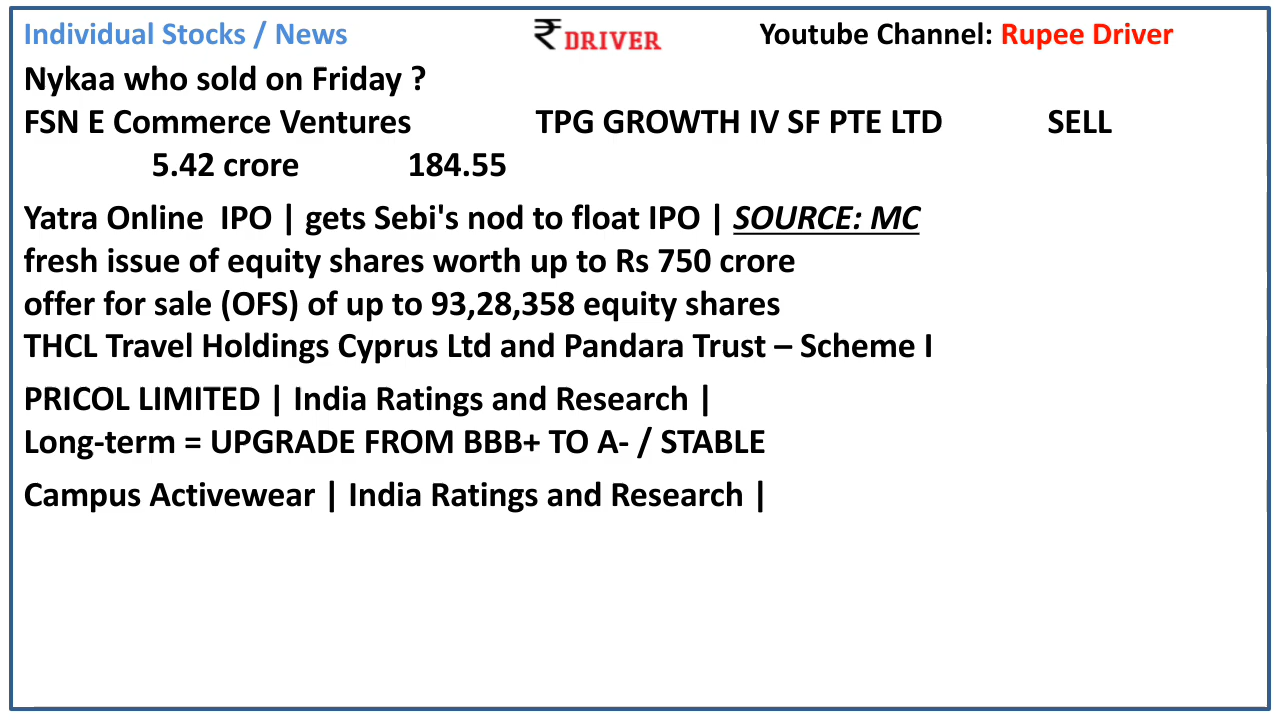 Individual Stocks / News ₹ DRIVER Youtube Channel: Rupee Driver
Nykaa who sold on Friday ?
FSN E Commerce Ventures TPG GROWTH IV SF PTE LTD SELL
5.42 crore 184.55
Yatra Online IPO | gets Sebi's nod to float IPO | SOURCE: MC
fresh issue of equity shares worth up to Rs 750 crore
offer for sale (OFS) of up to 93,28,358 equity shares
THCL Travel Holdings Cyprus Ltd and Pandara Trust – Scheme I
PRICOL LIMITED | India Ratings and Research |
Long-term = UPGRADE FROM BBB+ TO A- / STABLE
Campus Activewear | India Ratings and Research |